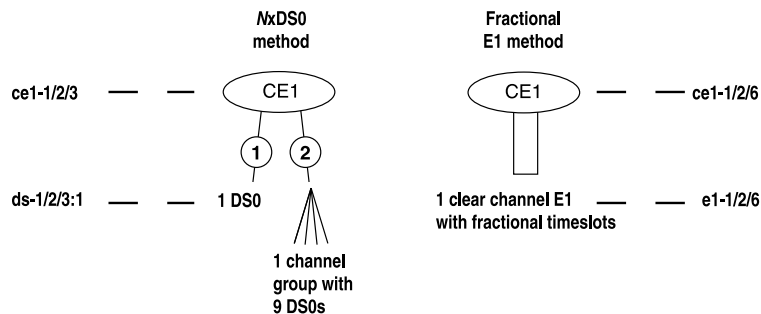 NxDS0
method
Fractional
E1 method
ce1-1/2/3
CE1
CE1
ce1-1/2/6
1
2
ds-1/2/3:1
1 DS0
1 clear channel E1
with fractional timeslots
e1-1/2/6
1 channel
group with
9 DS0s